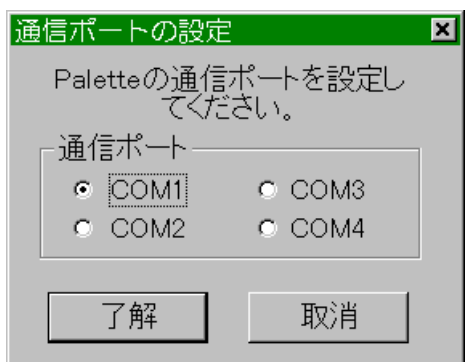 通信ポートの設定
Paletteの通信ポートを設定し
てください。
通信ポート
COM1 COM3
COM2 COM4
了解 取消